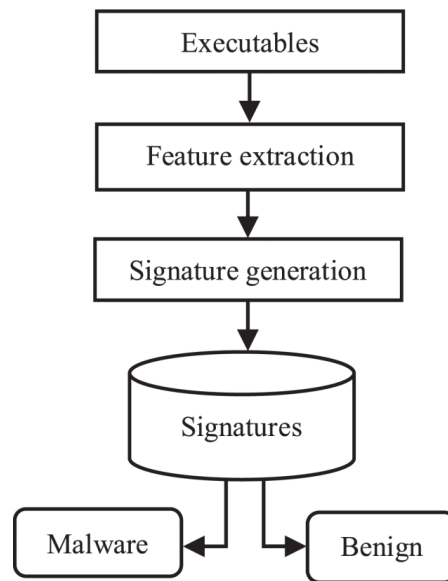 Executables
Feature extraction
Signature generation
Signatures
Malware
Benign